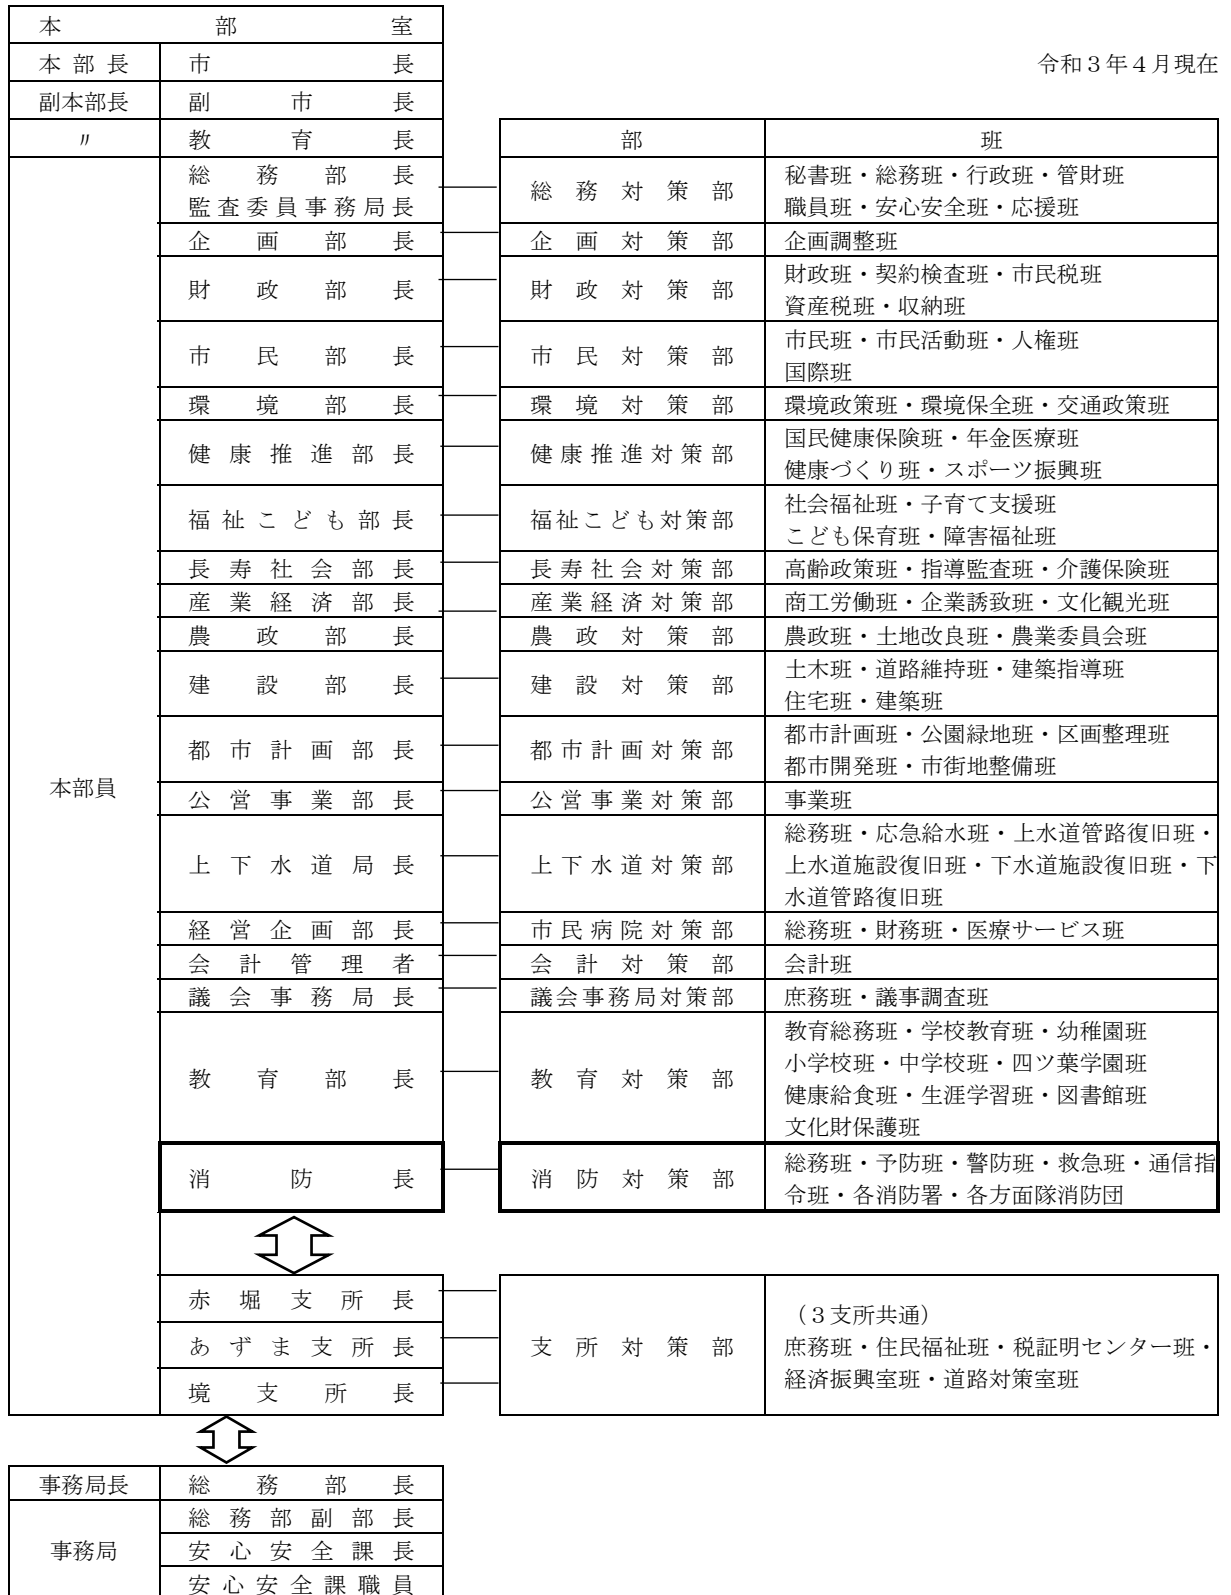 本部室
本部長 市長
令和3年4月現在
副本部長 副市長
〃 教育長
部 班
本部員
総務部長
監査委員事務局長
総務対策部
秘書班・総務班・行政班・管財班
職員班・安心安全班・応援班
企画部長 企画対策部 企画調整班
財政部長 財政対策部
財政班・契約検査班・市民税班
資産税班・収納班
市民部長 市民対策部
市民班・市民活動班・人権班
国際班
環境部長 環境対策部 環境政策班・環境保全班・交通政策班
健康推進部長 健康推進対策部
国民健康保険班・年金医療班
健康づくり班・スポーツ振興班
福祉こども部長 福祉こども対策部
社会福祉班・子育て支援班
こども保育班・障害福祉班
長寿社会部長 長寿社会対策部 高齢政策班・指導監査班・介護保険班
産業経済部長 産業経済対策部 商工労働班・企業誘致班・文化観光班
農政部長 農政対策部 農政班・土地改良班・農業委員会班
建設部長 建設対策部
土木班・道路維持班・建築指導班
住宅班・建築班
都市計画部長 都市計画対策部
都市計画班・公園緑地班・区画整理班
都市開発班・市街地整備班
公営事業部長 公営事業対策部 事業班
上下水道局長 上下水道対策部
総務班・応急給水班・上水道管路復旧班・
上水道施設復旧班・下水道施設復旧班・下
水道管路復旧班
経営企画部長 市民病院対策部 総務班・財務班・医療サービス班
会計管理者 会計対策部 会計班
議会事務局長 議会事務局対策部 庶務班・議事調査班
教育部長 教育対策部
教育総務班・学校教育班・幼稚園班
小学校班・中学校班・四ツ葉学園班
健康給食班・生涯学習班・図書館班
文化財保護班
消防長 消防対策部
総務班・予防班・警防班・救急班・通信指
令班・各消防署・各方面隊消防団
赤堀支所長
あずま支所長
境支所長
支所対策部
（3支所共通）
庶務班・住民福祉班・税証明センター班・
経済振興室班・道路対策室班
事務局長 総務部長
事務局
総務部副部長
安心安全課長
安心安全課職員